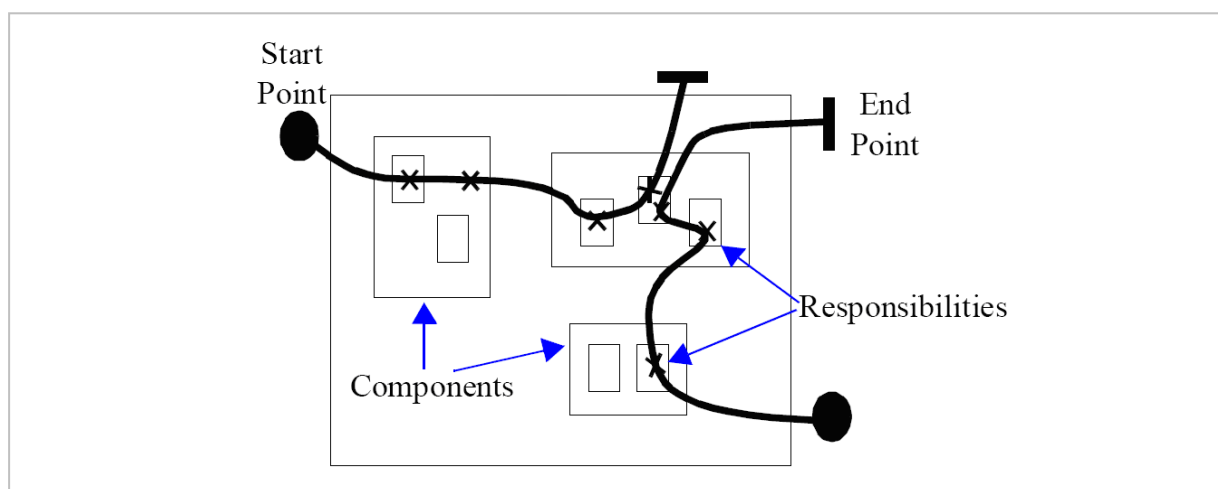 Start
Point
End
Point
Responsibilities
Components